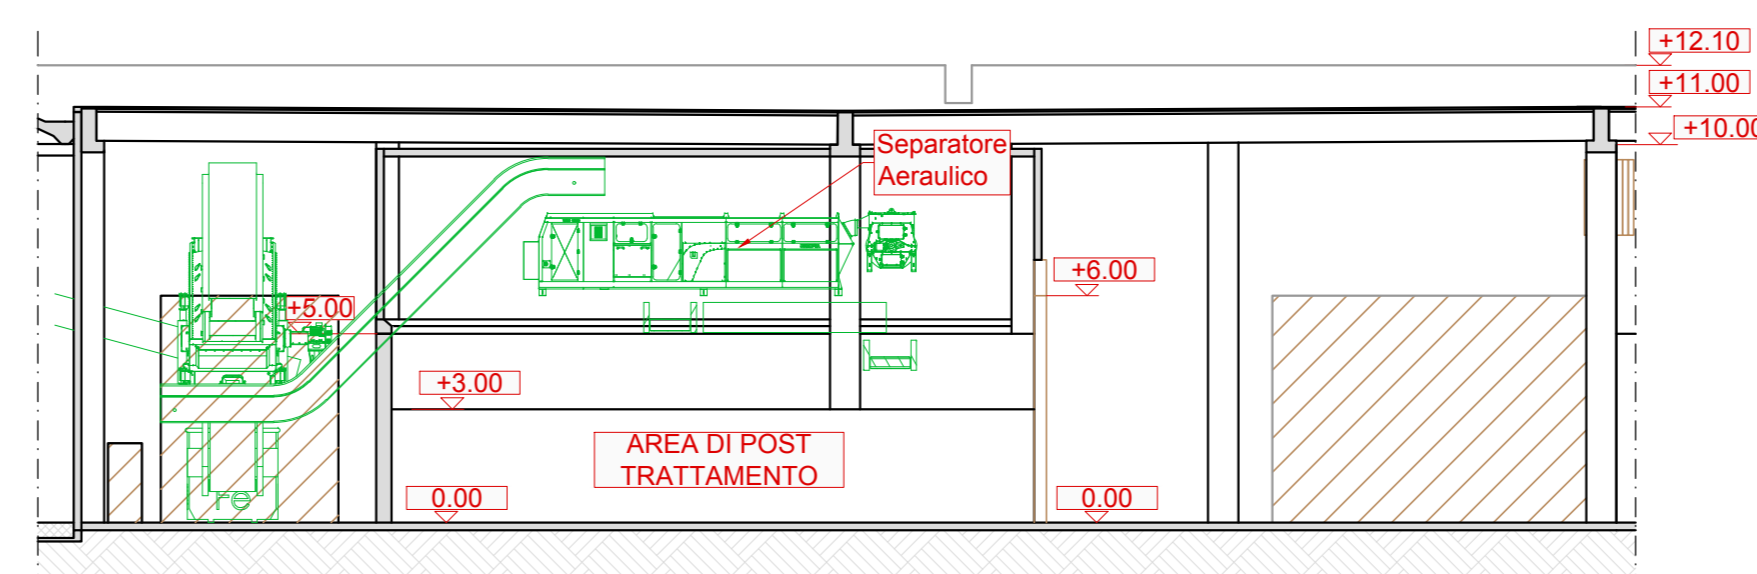 +12.10
+11.00
+10.00
Separatore
Aeraulico
+6.00
+5.00
+3.00
AREA DI POST
TRATTAMENTO
0.00
0.00
Fe